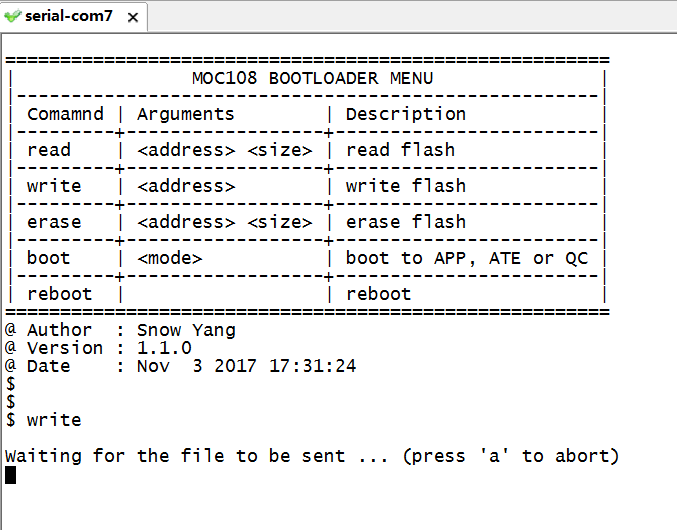 serial-com7
=======================================================
| MOC108 BOOTLOADER MENU |
|-----------------------------------------------------|
| Comamnd | Arguments | Description |
|---------+------------------+------------------------|
| read | <address> <size> | read flash |
|---------+------------------+------------------------|
| write | <address> | write flash |
|---------+------------------+------------------------|
| erase | <address> <size> | erase flash |
|---------+------------------+------------------------|
| boot | <mode> | boot to APP, ATE or QC |
|---------+------------------+------------------------|
| reboot | | reboot |
=======================================================
@ Author : Snow Yang
@ Version : 1.1.0
@ Date : Nov 3 2017 17:31:24
$
$
$ write
Waiting for the file to be sent ... (press 'a' to abort)